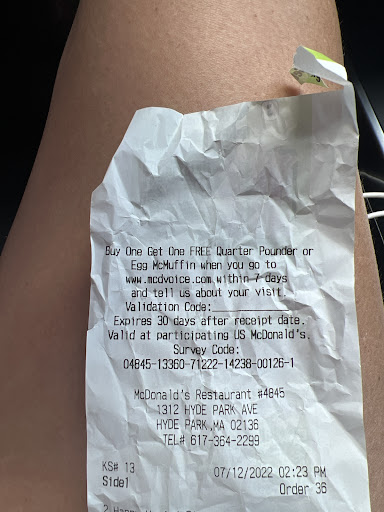 Buy One Get One FREE Quarter Pounder or
Egg McMuffin when you go to
www.mcdvoice.com within 7 days
and tell us about your visit.
Validation Code:
Expires 30 days after receipt date.
Valid at participating US McDonald's.
Survey Code:
04845-13360-71222-14238-00126-1
McDonald's Restaurant #4845
1312 HYDE PARK AVE
HYDE PARK,MA 02136
TEL# 617-364-2299
KS# 13 07/12/2022 02:23 PM
Side1 Order 36